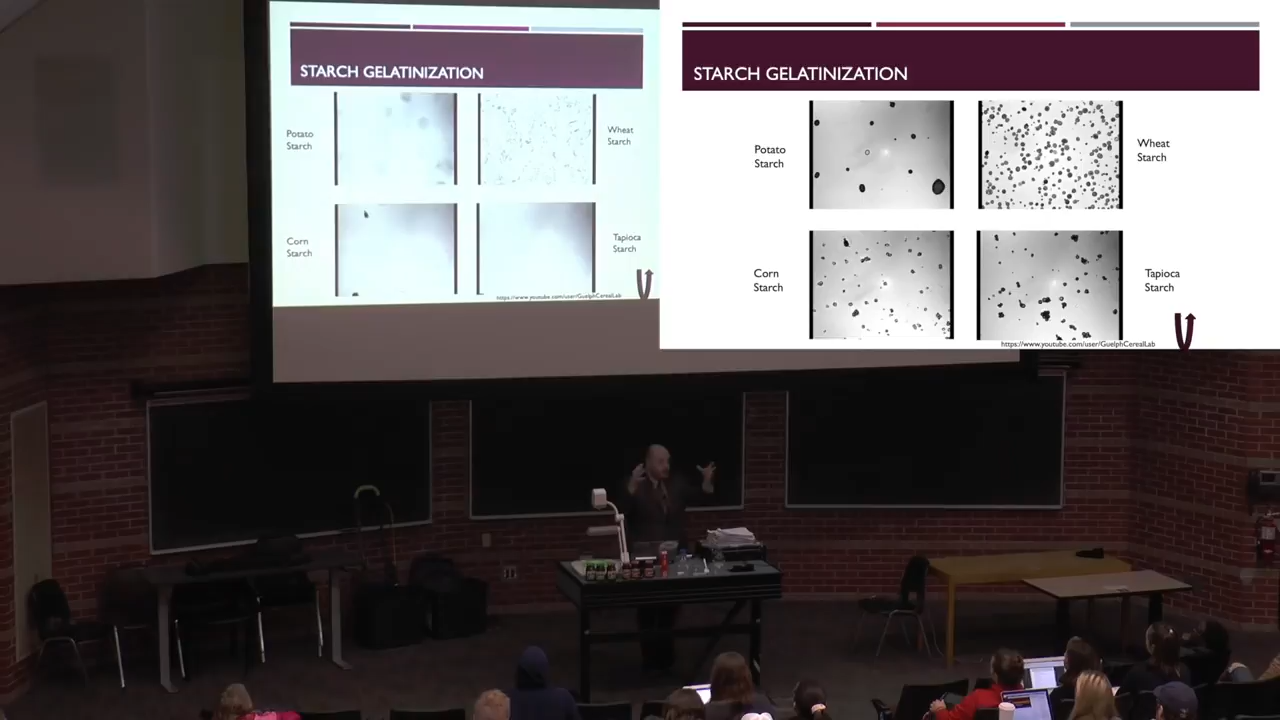 STARCH GELATINIZATION
Potato
Starch
Wheat
Starch
Corn
Starch
Tapioca
Starch
https://www.youtube.com/user/GuelphCerealLab
STARCH GELATINIZATION
Potato
Starch
Wheat
Starch
Corn
Starch
Tapioca
Starch
https://www.youtube.com/user/GuelphCerealLab